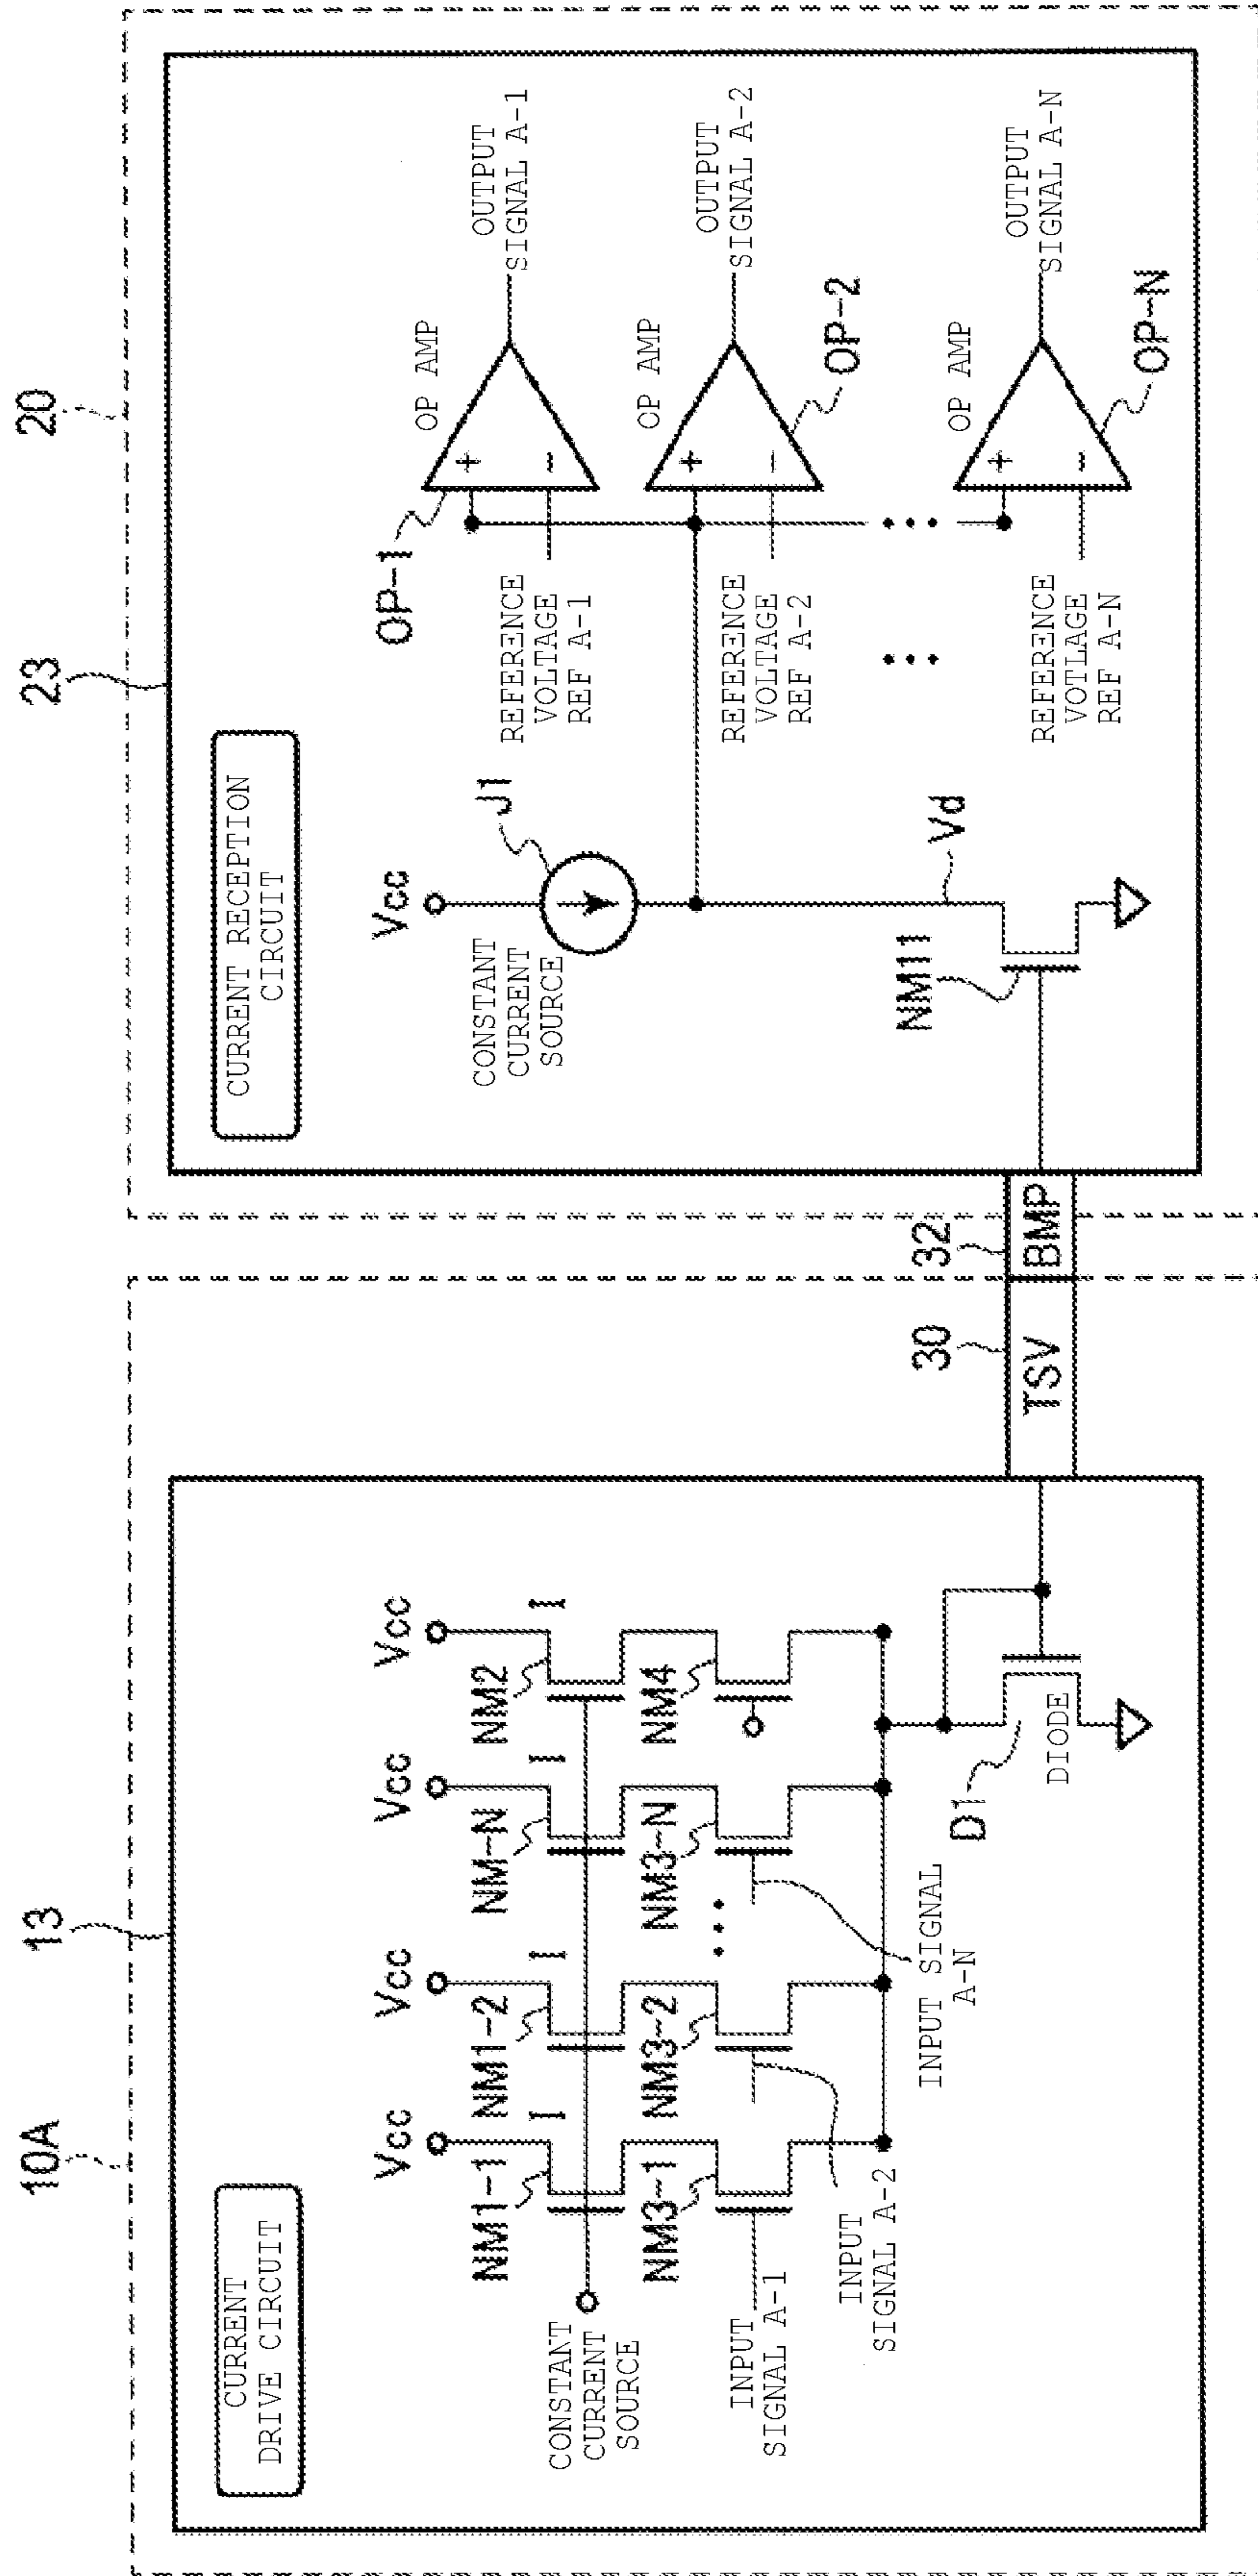 10A
13
CURRENT
DRIVE CIRCUIT
Vcc
Vcc
Vcc
Vcc
NM1-1
I
NM1-2
I
NM-N
I
NM2
I
CONSTANT
CURRENT
SOURCE
NM3-1
NM3-2
...
NM3-N
NM4
INPUT
SIGNAL A-1
INPUT
SIGNAL A-2
INPUT SIGNAL
A-N
D1
DIODE
30
TSV
32
BMP
20
23
CURRENT RECEPTION
CIRCUIT
Vcc
CONSTANT
CURRENT
SOURCE
J1
Vd
NM11
OP-1
OP AMP
+
-
REFERENCE
VOLTAGE
REF A-1
OUTPUT
SIGNAL A-1
OP AMP
+
-
OP-2
REFERENCE
VOLTAGE
REF A-2
OUTPUT
SIGNAL A-2
...
...
OP AMP
+
-
OP-N
REFERENCE
VOTLAGE
REF A-N
OUTPUT
SIGNAL A-N